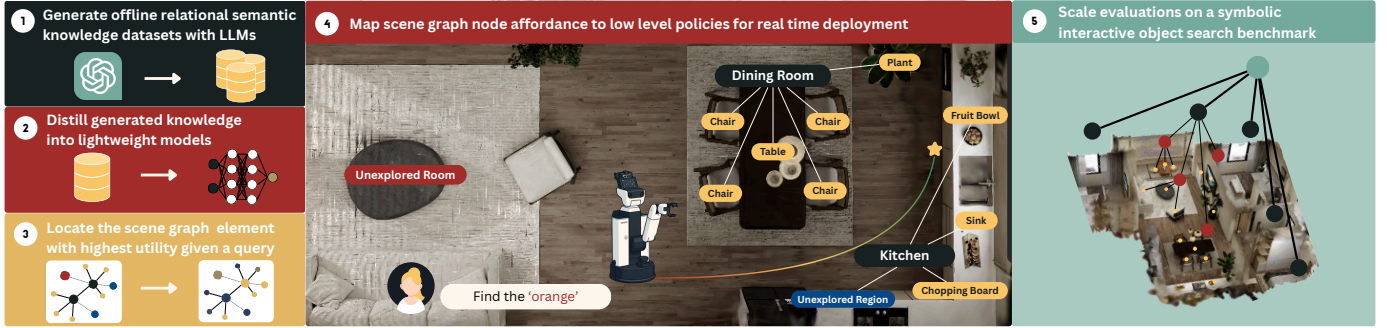 1
Generate offline relational semantic
knowledge datasets with LLMs
2
Distill generated knowledge
into lightweight models
3
Locate the scene graph element
with highest utility given a query
4
Map scene graph node affordance to low level policies for real time deployment
Dining Room
Plant
Chair
Chair
Table
Chair
Chair
Unexplored Room
Fruit Bowl
Sink
Kitchen
Chopping Board
Unexplored Region
Find the ‘orange’
5
Scale evaluations on a symbolic
interactive object search benchmark